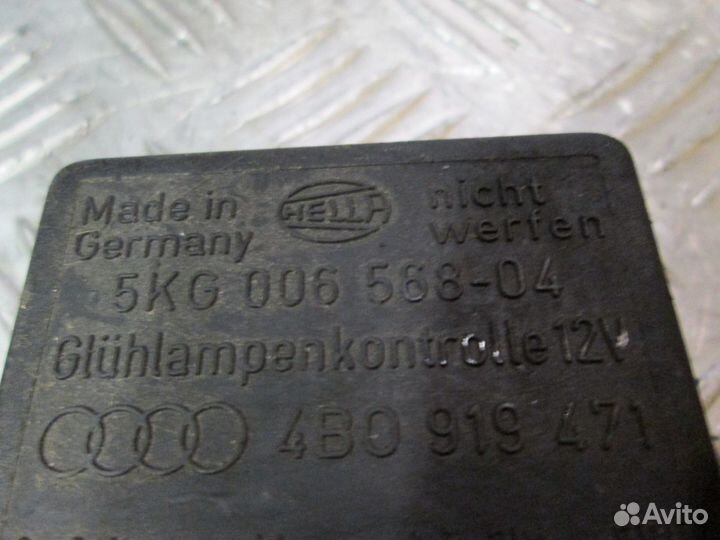 Made in Germany
HELLA
nicht werfen
5KG 006 568-04
Glühlampenkontrolle 12V
4B0 919 471
Avito